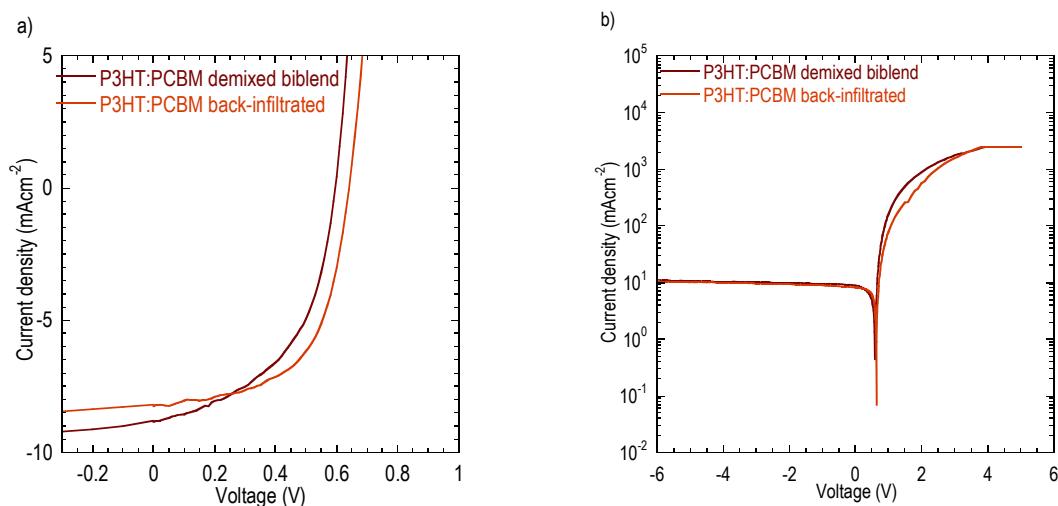 a)
5
P3HT:PCBM demixed biblend
P3HT:PCBM back-infiltrated
0
-5
-10
Current density (mAcm-2)
-0.2 0 0.2 0.4 0.6 0.8 1
Voltage (V)
b)
10^5
P3HT:PCBM demixed biblend
P3HT:PCBM back-infiltrated
10^4
10^3
10^2
10^1
10^0
10^-1
10^-2
Current density (mAcm-2)
-6 -4 -2 0 2 4 6
Voltage (V)